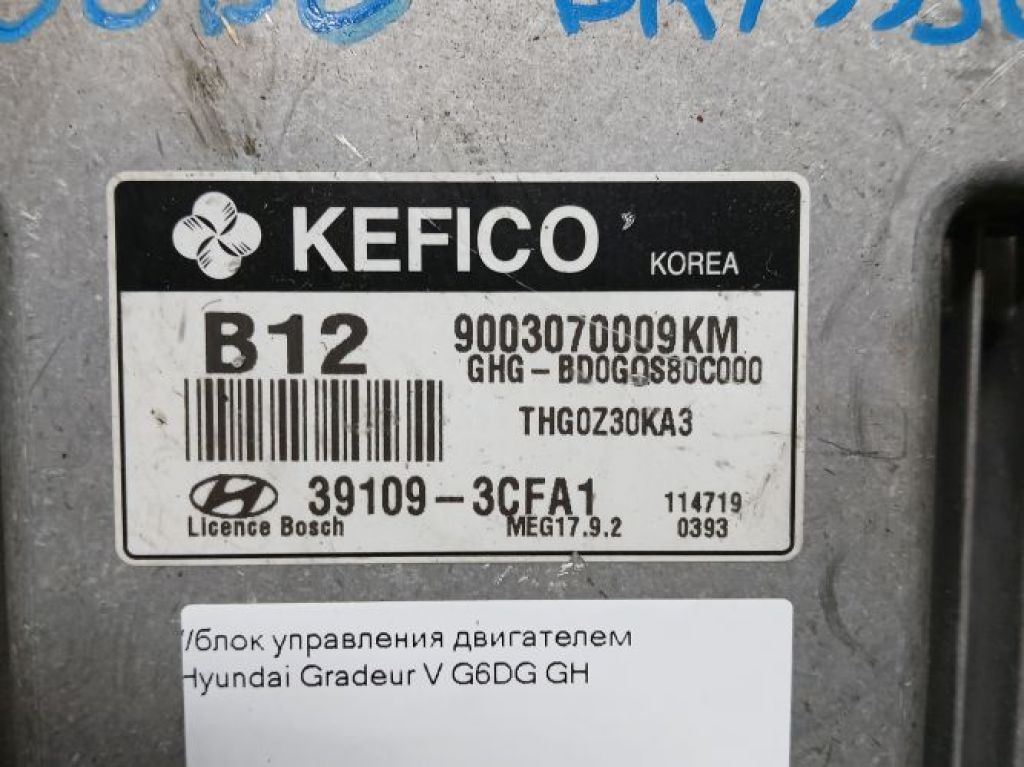 KEFICO
KOREA
B12
9003070009KM
GHG-BD0GQS80C000
THG0Z30KA3
39109-3CFA1
114719
Licence Bosch
MEG17.9.2
0393
/блок управления двигателем
Hyundai Gradeur V G6DG GH